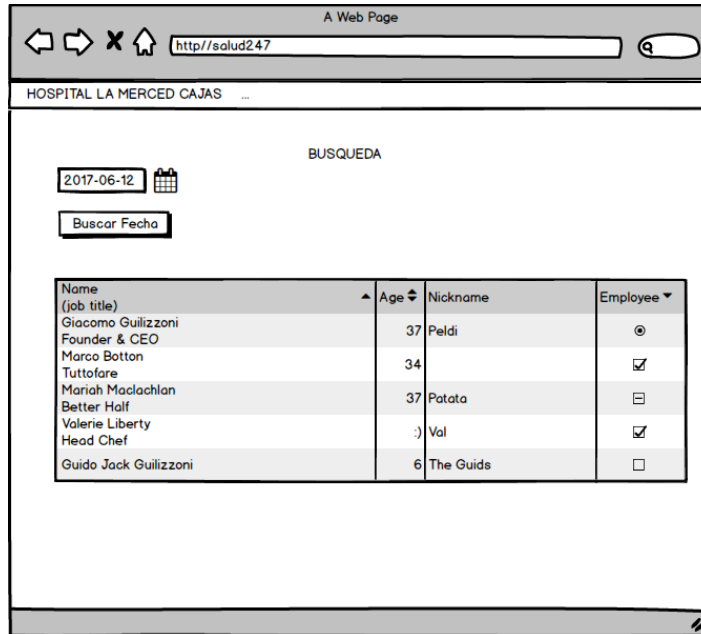 A Web Page
http//salud247
HOSPITAL LA MERCED CAJAS ...
BUSQUEDA
2017-06-12
Buscar Fecha
Name
(job title) Age Nickname Employee
Giacomo Guilizzoni
Founder & CEO 37 Peldi
Marco Botton
Tuttofare 34
Mariah Maclachlan
Better Half 37 Patata
Valerie Liberty
Head Chef :) Val
Guido Jack Guilizzoni 6 The Guids